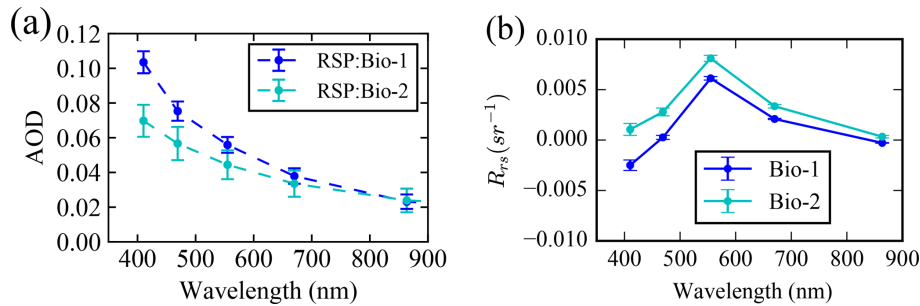 (a)
0.12
0.10
0.08
0.06
0.04
0.02
0.00
AOD
RSP:Bio-1
RSP:Bio-2
400 500 600 700 800 900
Wavelength (nm)
(b)
0.010
0.005
0.000
−0.005
−0.010
R_{rs}(sr^{−1})
Bio-1
Bio-2
400 500 600 700 800 900
Wavelength (nm)